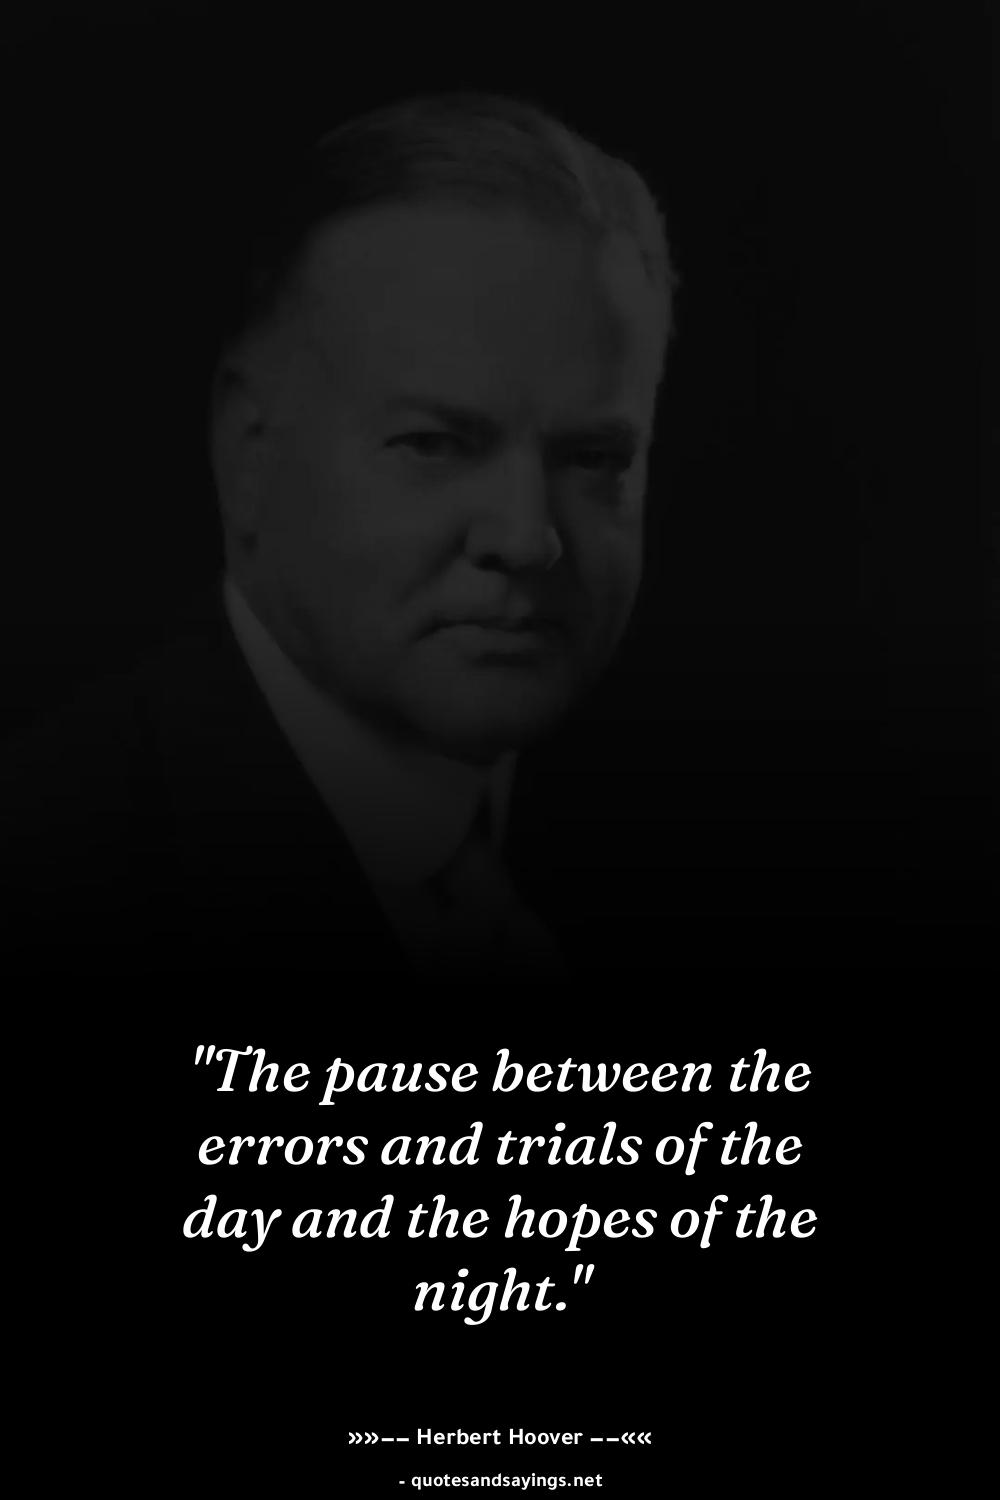 "The pause between the
errors and trials of the
day and the hopes of the
night."
»»−− Herbert Hoover −−««
- quotesandsayings.net